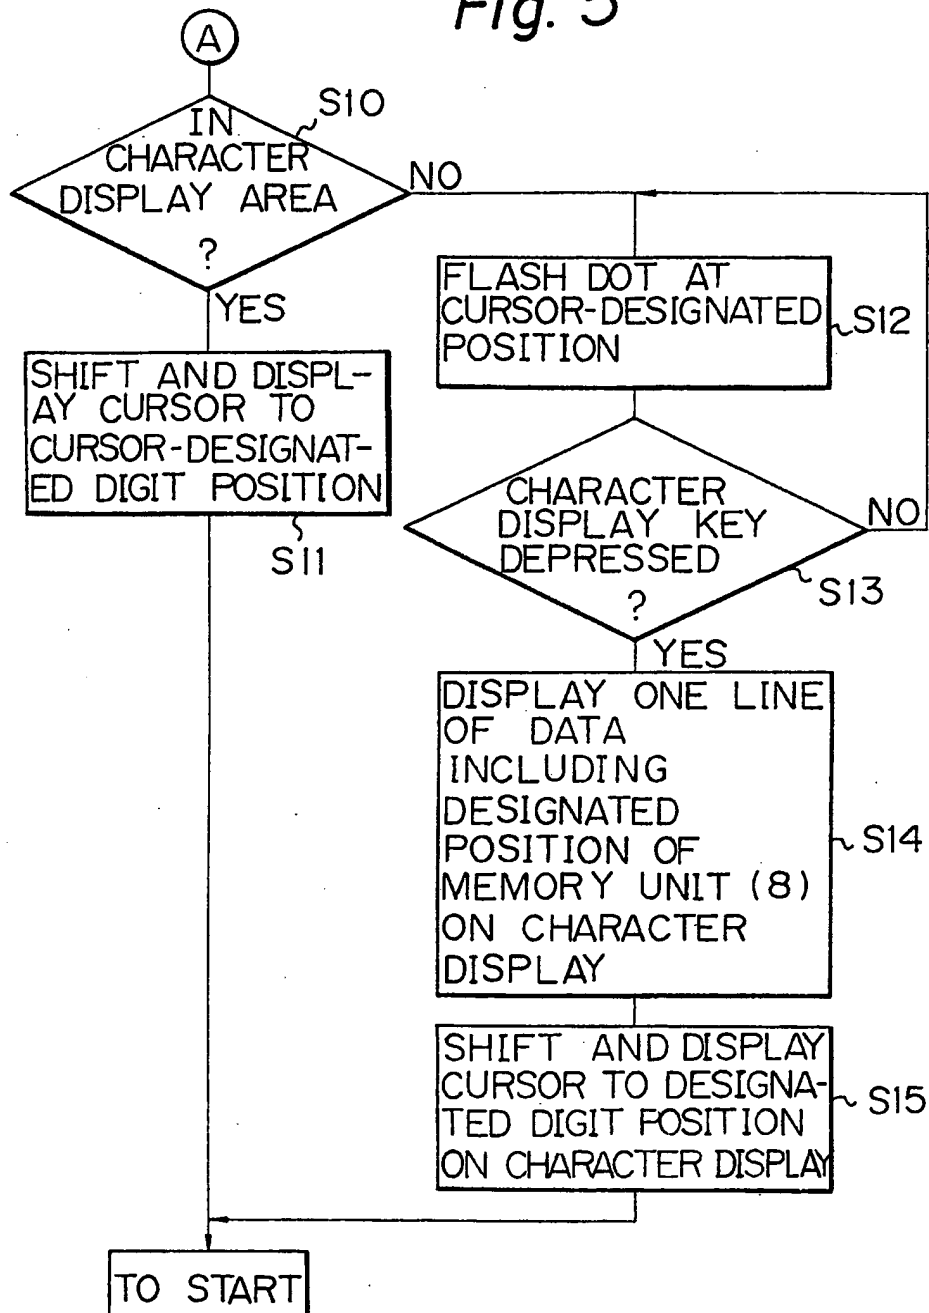 Fig. 5
A
S10
IN
CHARACTER
DISPLAY AREA
?
NO
YES
SHIFT AND DISPL-
AY CURSOR TO
CURSOR-DESIGNAT-
ED DIGIT POSITION
S11
FLASH DOT AT
CURSOR-DESIGNATED
POSITION
S12
CHARACTER
DISPLAY KEY
DEPRESSED
?
NO
S13
YES
DISPLAY ONE LINE
OF DATA
INCLUDING
DESIGNATED
POSITION OF
MEMORY UNIT (8)
ON CHARACTER
DISPLAY
S14
SHIFT AND DISPLAY
CURSOR TO DESIGNA-
TED DIGIT POSITION
ON CHARACTER DISPLAY
S15
TO START